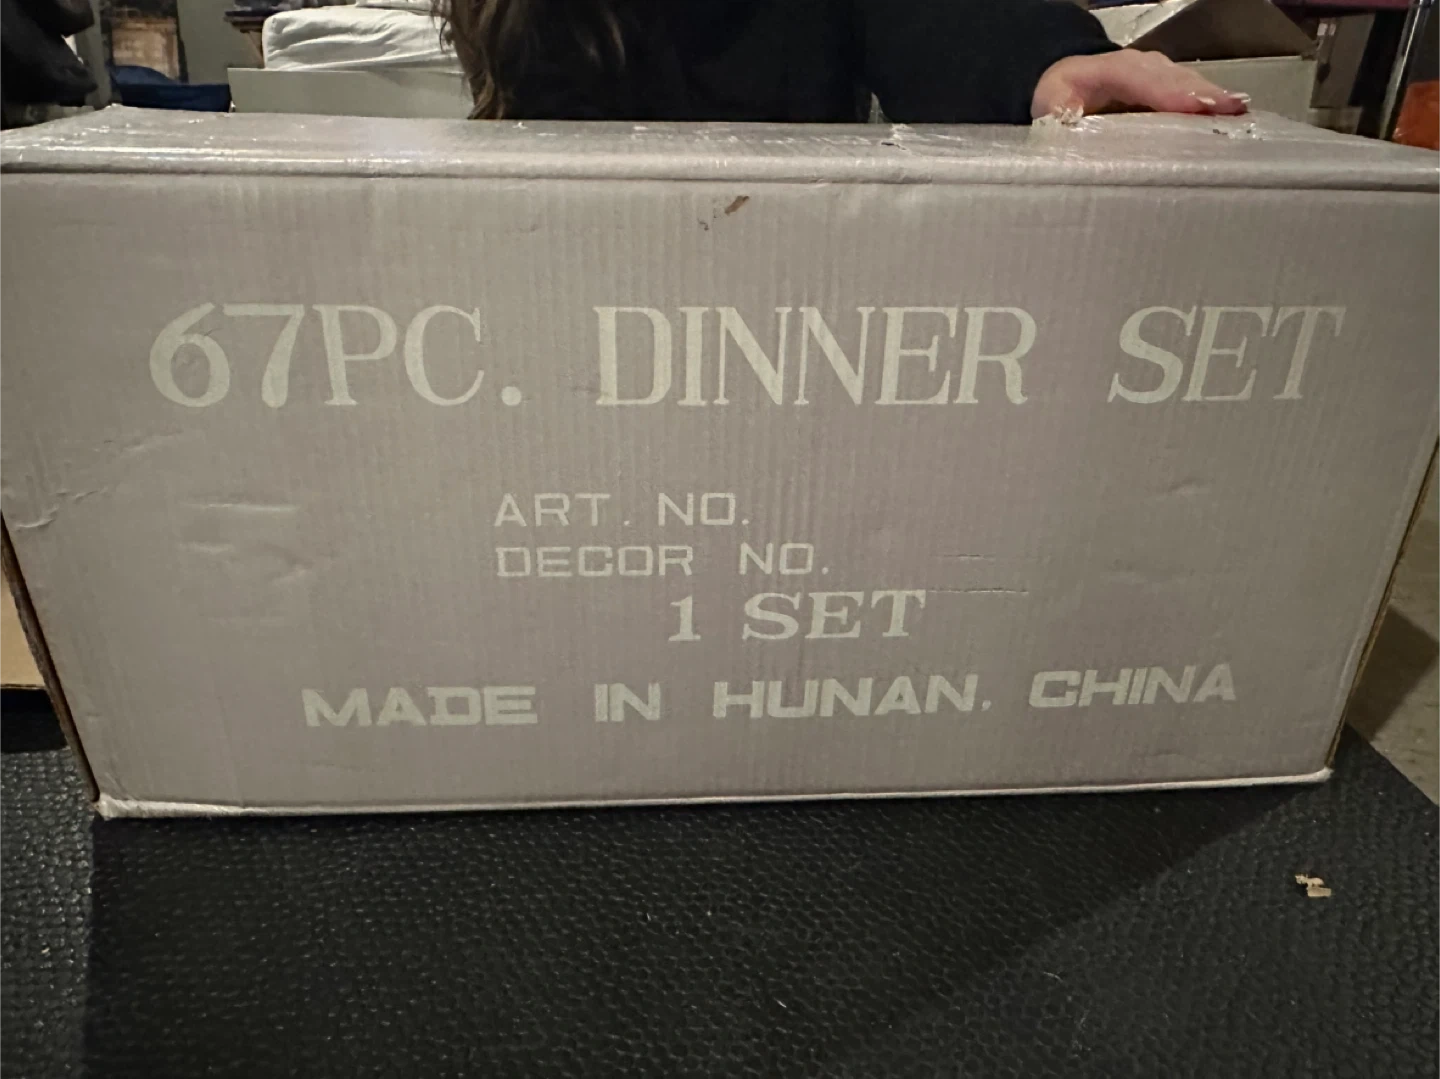 67PC. DINNER SET
ART. NO.
DECOR NO.
1 SET
MADE IN HUNAN. CHINA